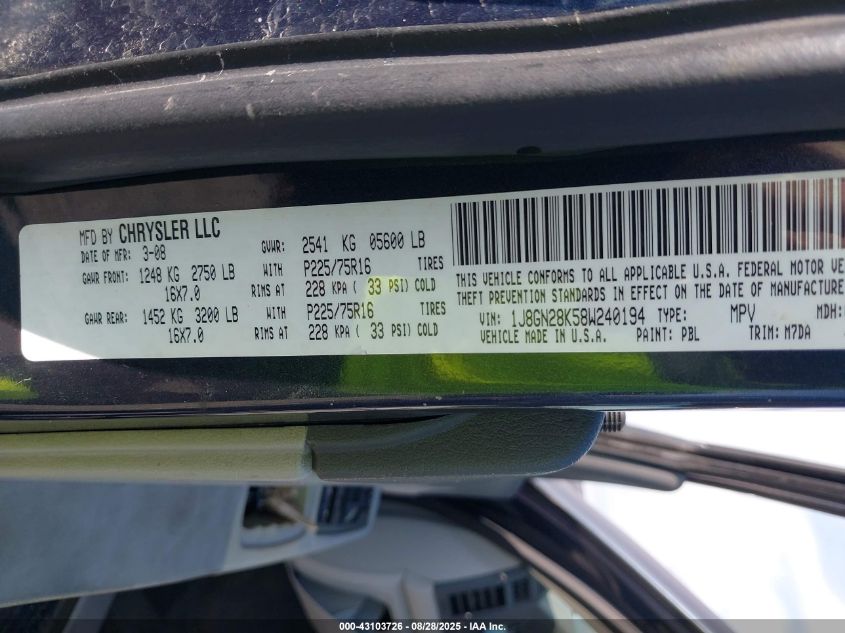 MFD BY CHRYSLER LLC
DATE OF MFR: 3-08 GVWR: 2541 KG 05600 LB
GAWR FRONT: 1248 KG 2750 LB WITH P225/75R16 TIRES
16X7.0 RIMS AT 228 KPA ( 33 PSI) COLD
GAWR REAR: 1452 KG 3200 LB WITH P225/75R16 TIRES
16X7.0 RIMS AT 228 KPA ( 33 PSI) COLD
THIS VEHICLE CONFORMS TO ALL APPLICABLE U.S.A. FEDERAL MOTOR
THEFT PREVENTION STANDARDS IN EFFECT ON THE DATE OF MANUFACTURE
VIN: 1J8GN28K58W240194 TYPE: MPV MDH:
VEHICLE MADE IN U.S.A. PAINT: PBL TRIM: M7DA
000-43103726 - 08/28/2025 - IAA Inc.